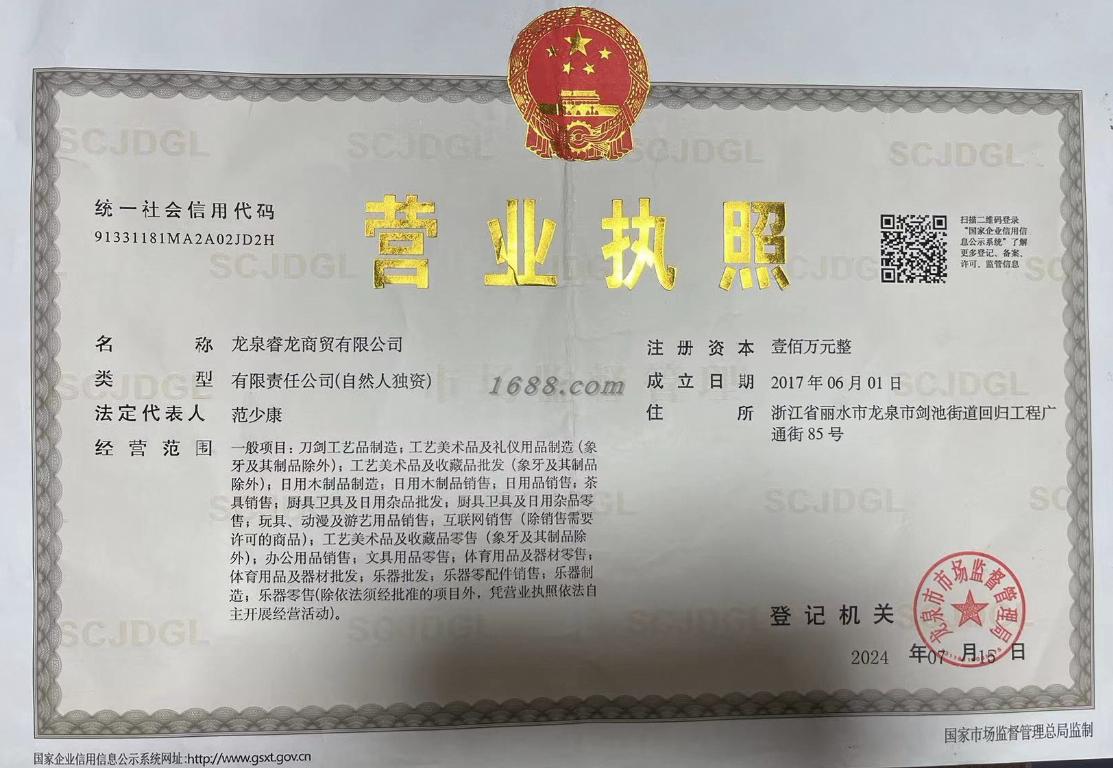 统一社会信用代码
91331181MA2A02JD2H
营业执照
扫描二维码登录
“国家企业信用信
息公示系统”了解
更多登记、备案、
许可、监管信息
名称 龙泉睿龙商贸有限公司
类型 有限责任公司(自然人独资)
法定代表人 范少康
经营范围 一般项目：刀剑工艺品制造；工艺美术品及礼仪用品制造（象
牙及其制品除外）；工艺美术品及收藏品批发（象牙及其制品
除外）；日用木制品制造；日用木制品销售；日用品销售；茶
具销售；厨具卫具及日用杂品批发；厨具卫具及日用杂品零
售；玩具、动漫及游艺用品销售；互联网销售（除销售需要
许可的商品）；工艺美术品及收藏品零售（象牙及其制品除
外）；办公用品销售；文具用品零售；体育用品及器材零售；
体育用品及器材批发；乐器批发；乐器零配件销售；乐器制
造；乐器零售(除依法须经批准的项目外，凭营业执照依法自
主开展经营活动)。
注册资本 壹佰万元整
成立日期 2017年06月01日
住所 浙江省丽水市龙泉市剑池街道回归工程广
通街85号
1688.com
登记机关
龙泉市市场监督管理局
2024年07月15日
国家企业信用信息公示系统网址:http://www.gsxt.gov.cn
国家市场监督管理总局监制
SCJDGL